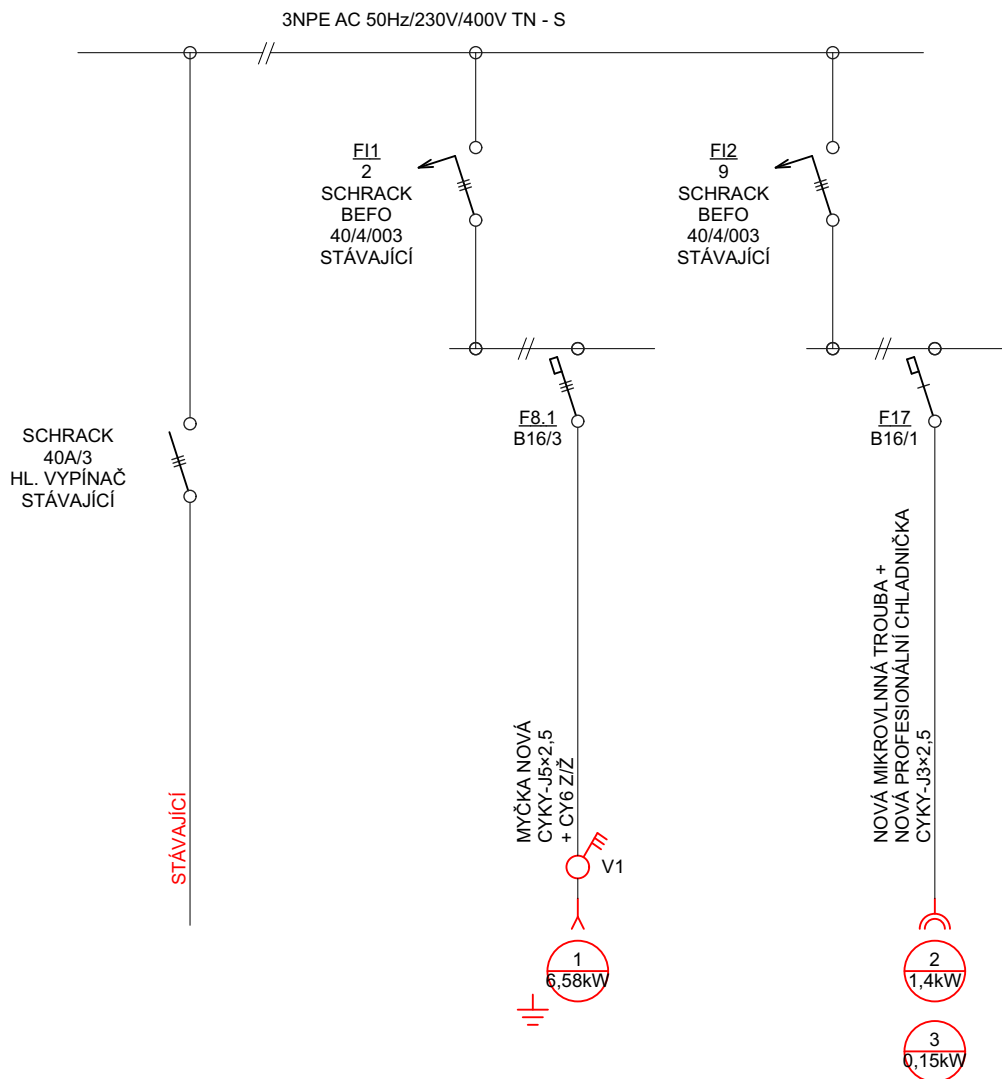 3NPE AC 50Hz/230V/400V TN - S
FI1
2
SCHRACK
BEFO
40/4/003
STÁVAJÍCÍ
FI2
9
SCHRACK
BEFO
40/4/003
STÁVAJÍCÍ
SCHRACK
40A/3
HL. VYPÍNAČ
STÁVAJÍCÍ
F8.1
B16/3
F17
B16/1
STÁVAJÍCÍ
MYČKA NOVÁ
CYKY-J5×2,5
+ CY6 Z/Ž
V1
NOVÁ MIKROVLNNÁ TROUBA +
NOVÁ PROFESIONÁLNÍ CHLADNIČKA
CYKY-J3×2,5
1
6,58kW
2
1,4kW
3
0,15kW